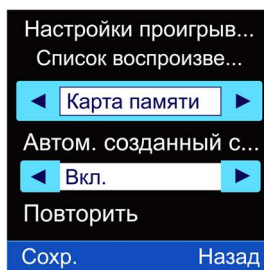 Настройки проигрыв...
Список воспроизве...
Карта памяти
Автом. созданный с...
Вкл.
Повторить
Сохр. Назад